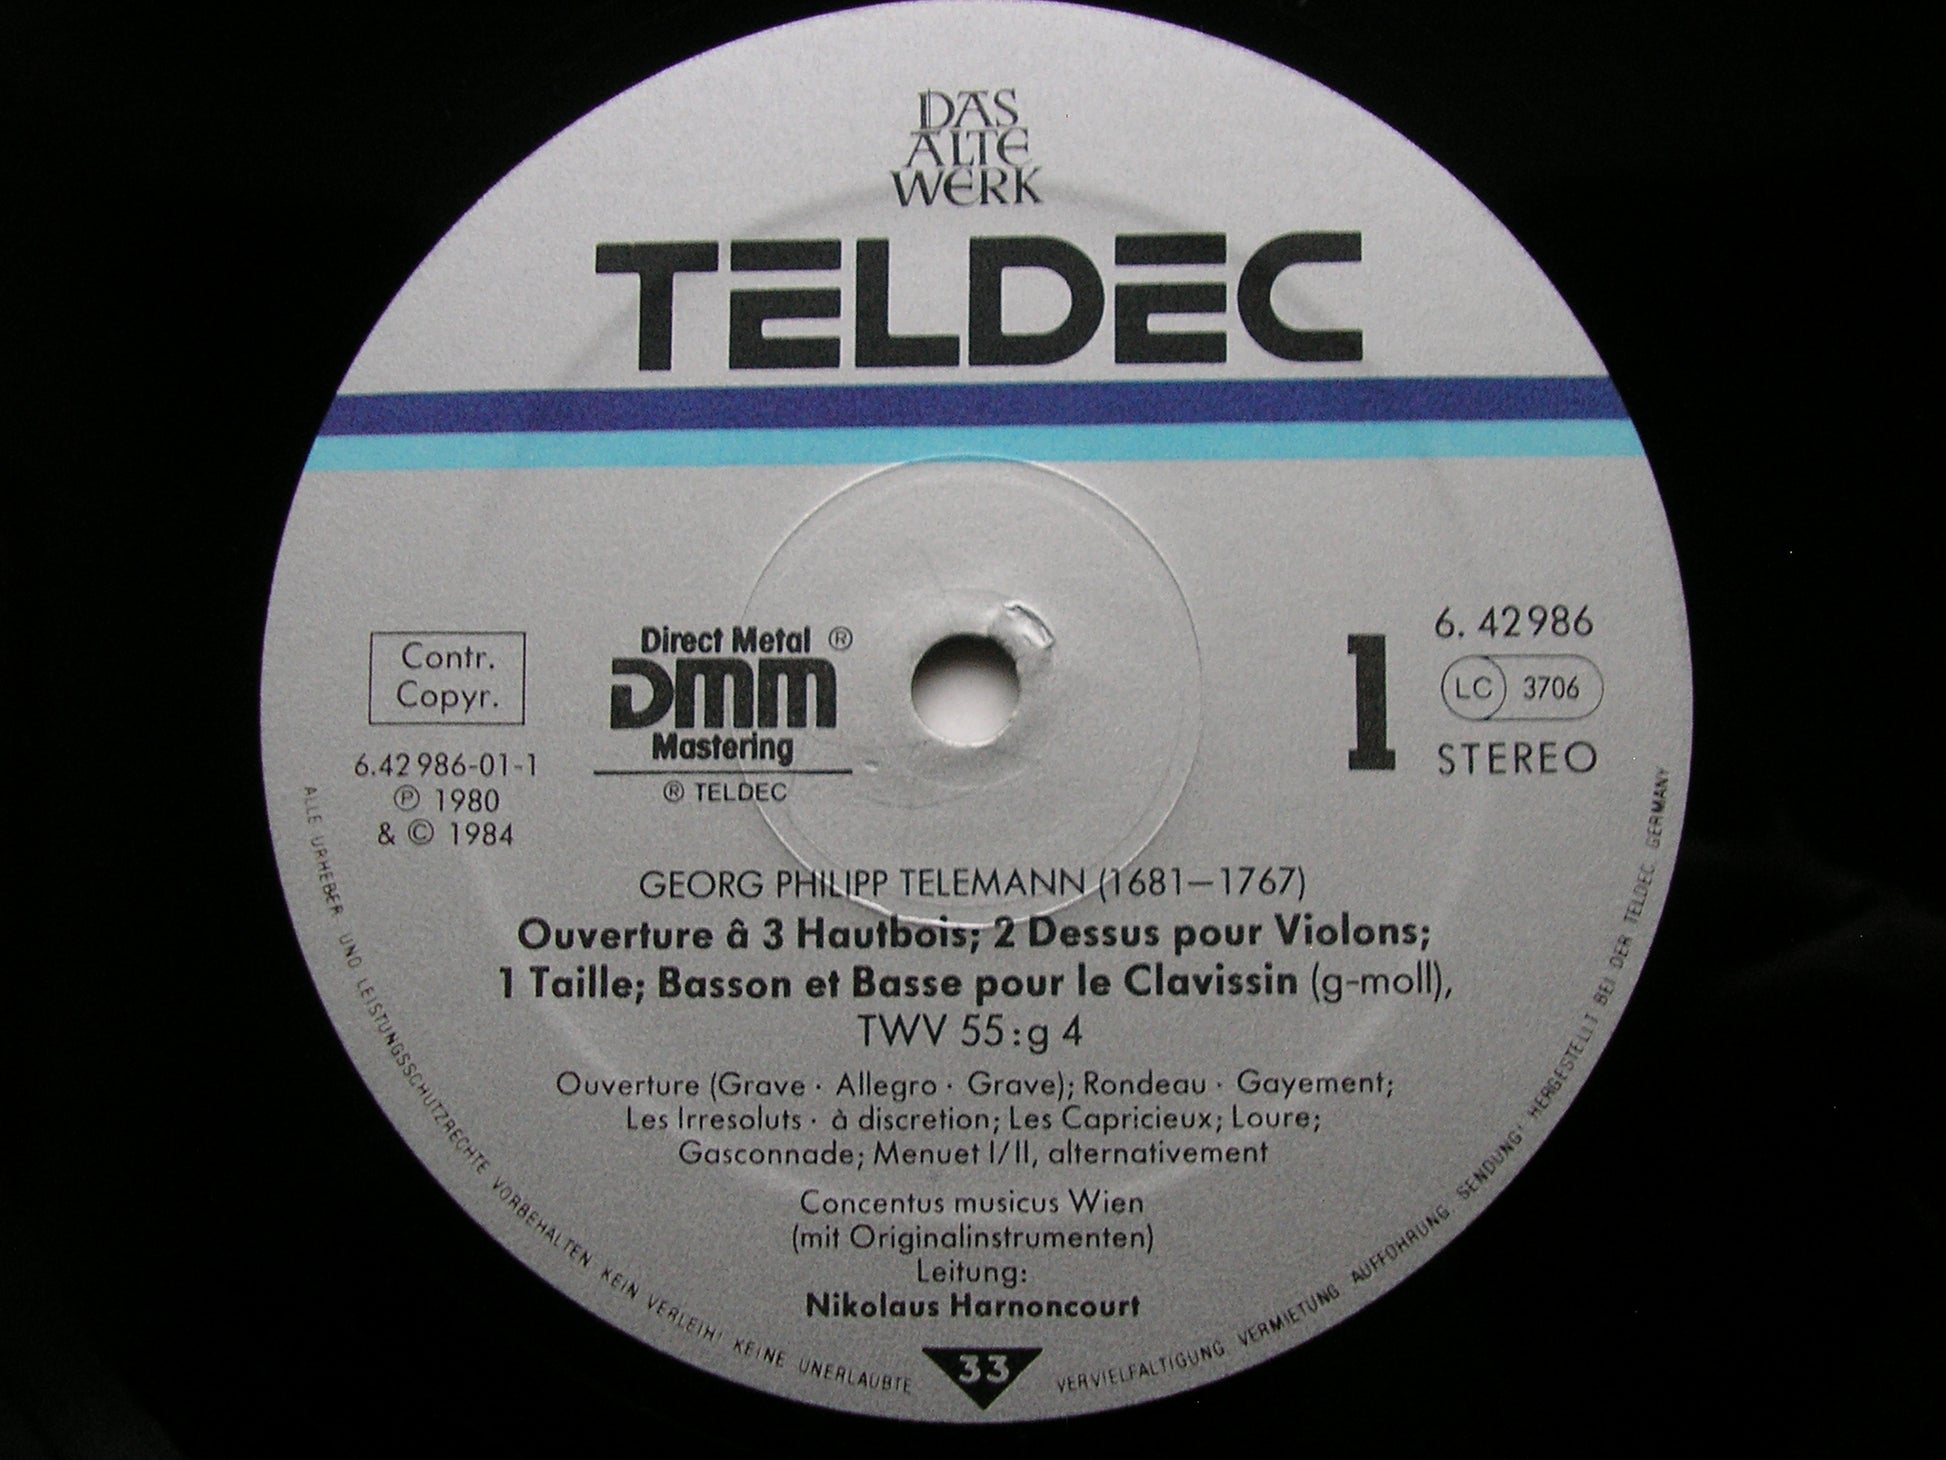 DAS
ALTE
WERK
TELDEC
Contr.
Copyr.
6.42986-01-1
℗ 1980
& © 1984
Direct Metal ®
DMM
Mastering
® TELDEC
1
6. 42986
LC 3706
STEREO
GEORG PHILIPP TELEMANN (1681–1767)
Ouverture â 3 Hautbois; 2 Dessus pour Violons;
1 Taille; Basson et Basse pour le Clavissin (g-moll),
TWV 55:g 4
Ouverture (Grave · Allegro · Grave); Rondeau · Gayement;
Les Irresoluts · à discretion; Les Capricieux; Loure;
Gasconnade; Menuet I/II, alternativement
Concentus musicus Wien
(mit Originalinstrumenten)
Leitung:
Nikolaus Harnoncourt
33
ALLE URHEBER UND LEISTUNGSSCHUTZRECHTE VORBEHALTEN KEIN VERLEIH! KEINE UNERLAUBTE VERVIELFÄLTIGUNG, VERMIETUNG, AUFFÜHRUNG, SENDUNG! HERGESTELLT BEI DER TELDEC, GERMANY